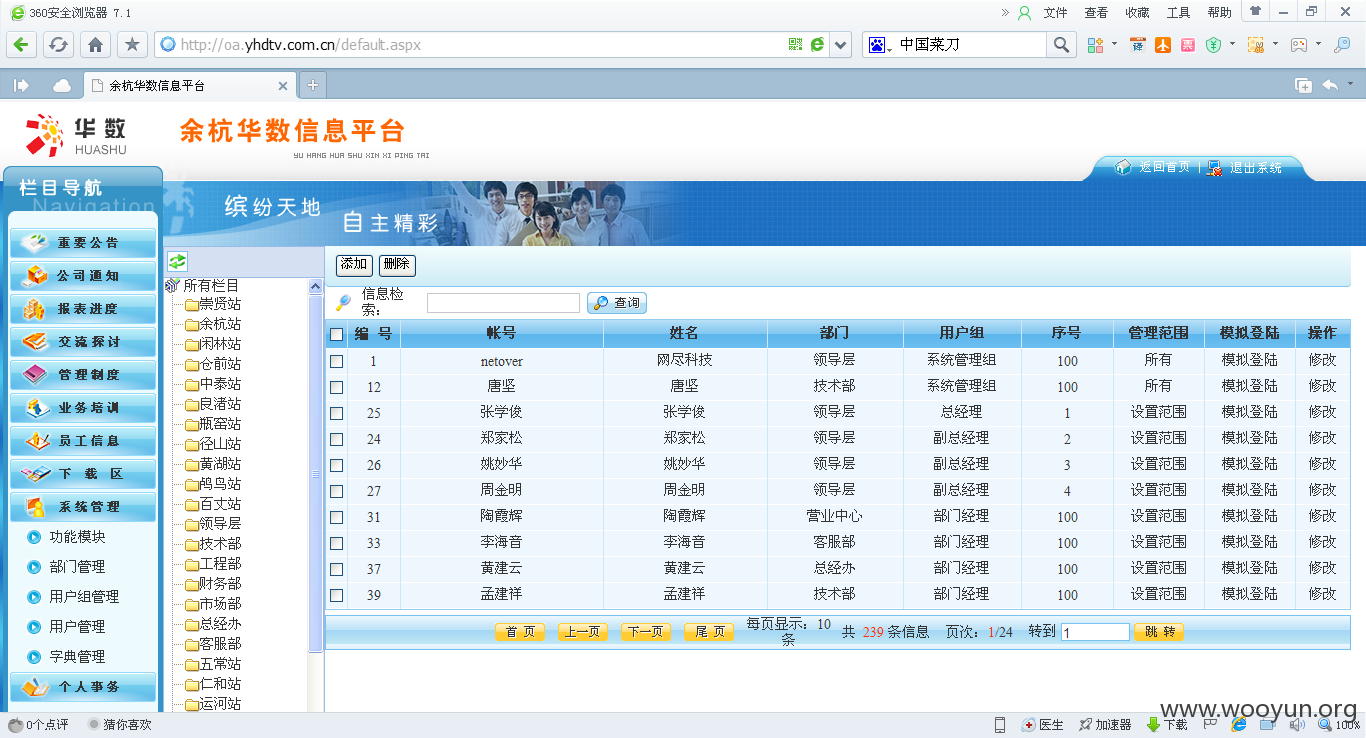 360安全浏览器 7.1
文件 查看 收藏 工具 帮助
http://oa.yhdtv.com.cn/default.aspx
中国菜刀
余杭华数信息平台
华数
HUASHU
余杭华数信息平台
YU HANG HUA SHU XIN XI PING TAI
返回首页 | 退出系统
栏目导航
Navigation
缤纷天地
自主精彩
重要公告
公司通知
报表进度
交流探讨
管理制度
业务培训
员工信息
下 载 区
系统管理
功能模块
部门管理
用户组管理
用户管理
字典管理
个人事务
所有栏目
崇贤站
余杭站
闲林站
仓前站
中泰站
良渚站
瓶窑站
径山站
黄湖站
鸬鸟站
百丈站
领导层
技术部
工程部
财务部
市场部
总经办
客服部
五常站
仁和站
运河站
添加 删除
信息检索: 查询
编 号 帐号 姓名 部门 用户组 序号 管理范围 模拟登陆 操作
1 netover 网尽科技 领导层 系统管理组 100 所有 模拟登陆 修改
12 唐坚 唐坚 技术部 系统管理组 100 所有 模拟登陆 修改
25 张学俊 张学俊 领导层 总经理 1 设置范围 模拟登陆 修改
24 郑家松 郑家松 领导层 副总经理 2 设置范围 模拟登陆 修改
26 姚妙华 姚妙华 领导层 副总经理 3 设置范围 模拟登陆 修改
27 周金明 周金明 领导层 副总经理 4 设置范围 模拟登陆 修改
31 陶霞辉 陶霞辉 营业中心 部门经理 100 设置范围 模拟登陆 修改
33 李海音 李海音 客服部 部门经理 100 设置范围 模拟登陆 修改
37 黄建云 黄建云 总经办 部门经理 100 设置范围 模拟登陆 修改
39 孟建祥 孟建祥 技术部 部门经理 100 设置范围 模拟登陆 修改
首 页 上一页 下一页 尾 页 每页显示: 10 条 共 239 条信息 页次: 1/24 转到 1 跳 转
www.wooyun.org
0个点评 猜你喜欢
医生 加速器 下载 100%